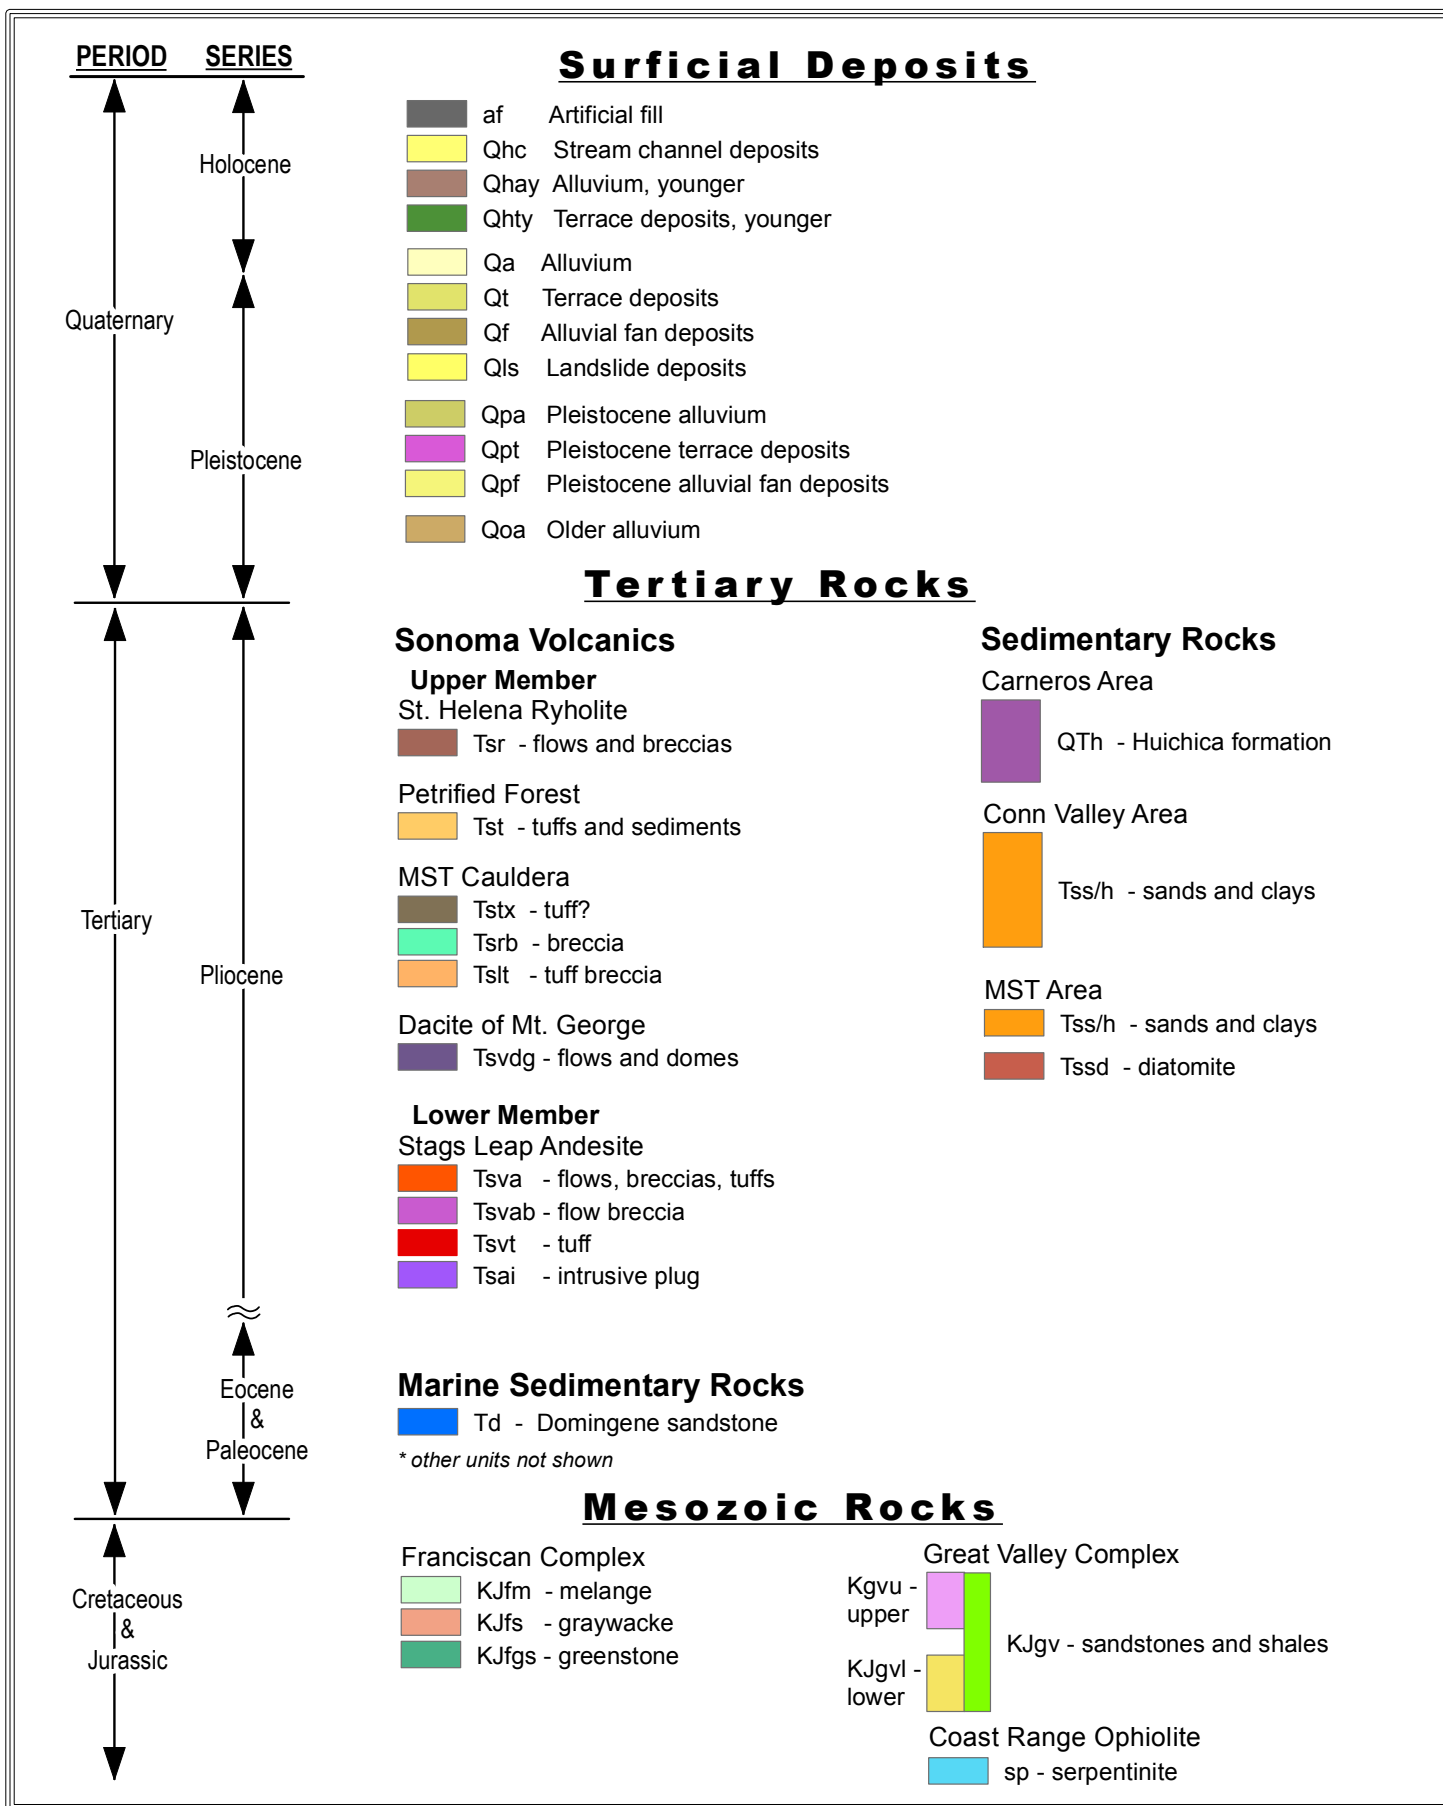 PERIOD SERIES
Holocene
Quaternary
Pleistocene
Tertiary
Pliocene
Eocene
&
Paleocene
Cretaceous
&
Jurassic
Surficial Deposits
af Artificial fill
Qhc Stream channel deposits
Qhay Alluvium, younger
Qhty Terrace deposits, younger
Qa Alluvium
Qt Terrace deposits
Qf Alluvial fan deposits
Qls Landslide deposits
Qpa Pleistocene alluvium
Qpt Pleistocene terrace deposits
Qpf Pleistocene alluvial fan deposits
Qoa Older alluvium
Tertiary Rocks
Sonoma Volcanics
Upper Member
St. Helena Ryholite
Tsr - flows and breccias
Petrified Forest
Tst - tuffs and sediments
MST Cauldera
Tstx - tuff?
Tsrb - breccia
Tslt - tuff breccia
Dacite of Mt. George
Tsvdg - flows and domes
Lower Member
Stags Leap Andesite
Tsva - flows, breccias, tuffs
Tsvab - flow breccia
Tsvt - tuff
Tsai - intrusive plug
Sedimentary Rocks
Carneros Area
QTh - Huichica formation
Conn Valley Area
Tss/h - sands and clays
MST Area
Tss/h - sands and clays
Tssd - diatomite
Marine Sedimentary Rocks
Td - Domingene sandstone
* other units not shown
Mesozoic Rocks
Franciscan Complex
KJfm - melange
KJfs - graywacke
KJfgs - greenstone
Great Valley Complex
Kgvu -
upper
KJgv - sandstones and shales
KJgvl -
lower
Coast Range Ophiolite
sp - serpentinite